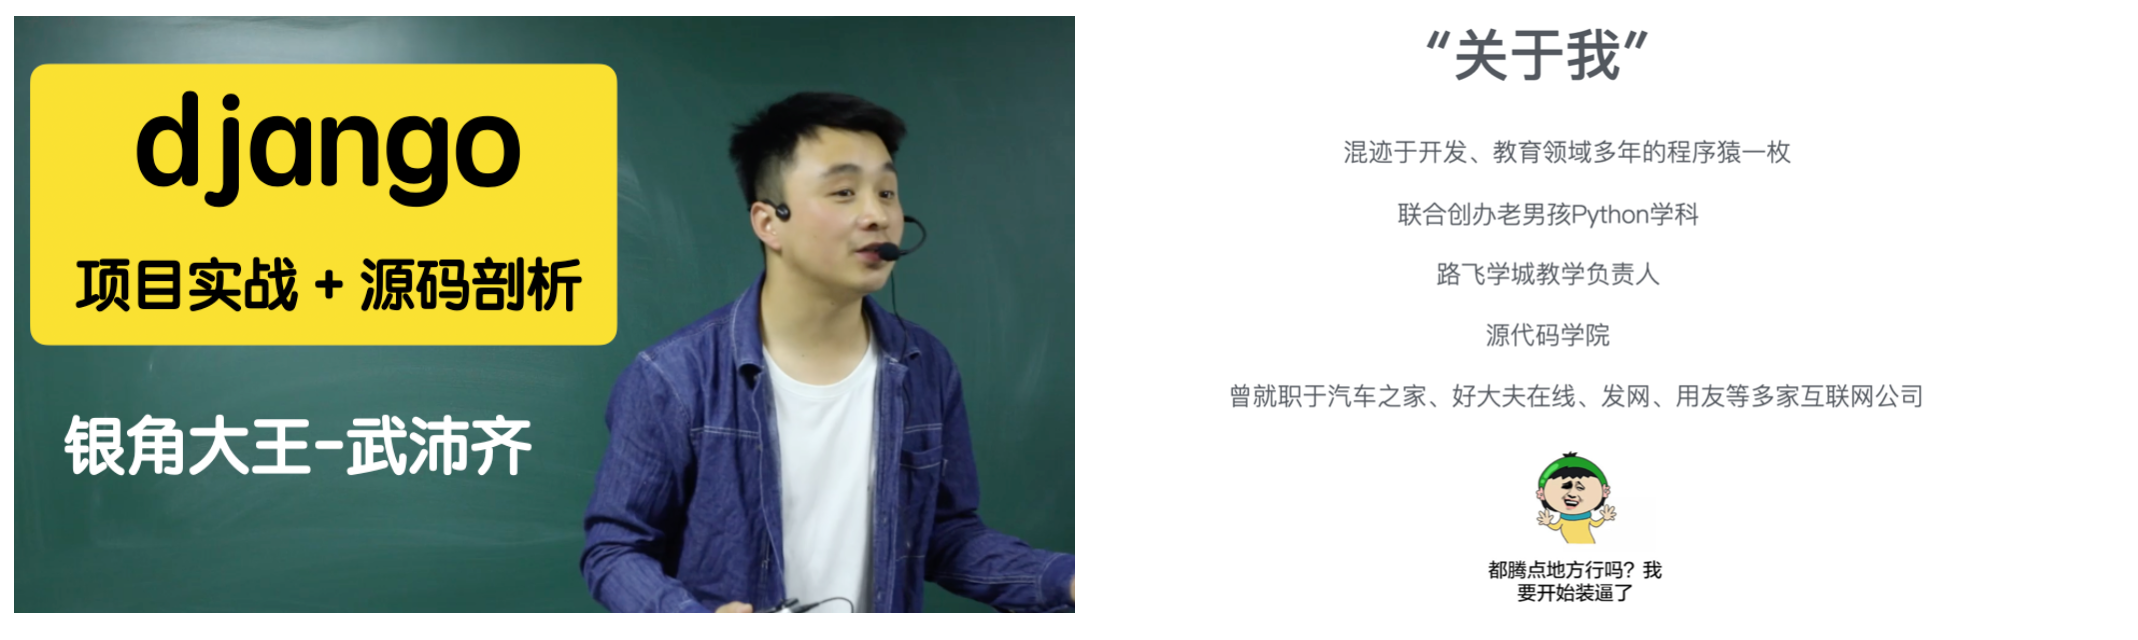 django
项目实战 + 源码剖析
银角大王-武沛齐
“关于我”
混迹于开发、教育领域多年的程序猿一枚
联合创办老男孩Python学科
路飞学城教学负责人
源代码学院
曾就职于汽车之家、好大夫在线、发网、用友等多家互联网公司
都腾点地方行吗？我
要开始装逼了